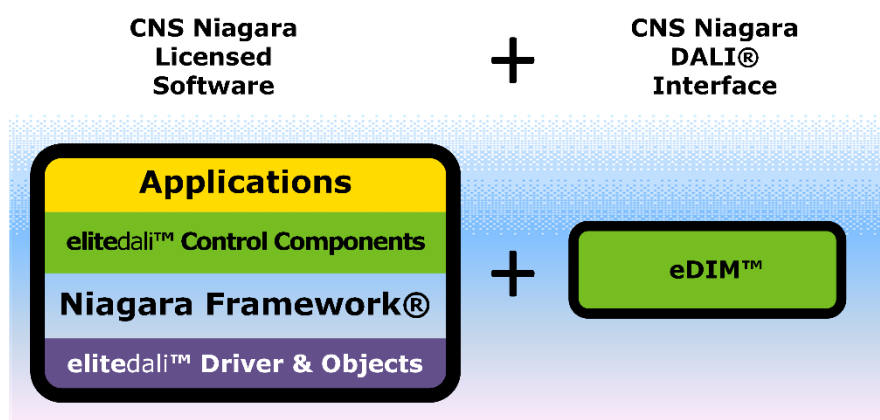 CNS Niagara
Licensed
Software
+
CNS Niagara
DALI®
Interface
Applications
elitedali™ Control Components
Niagara Framework®
elitedali™ Driver & Objects
+
eDIM™